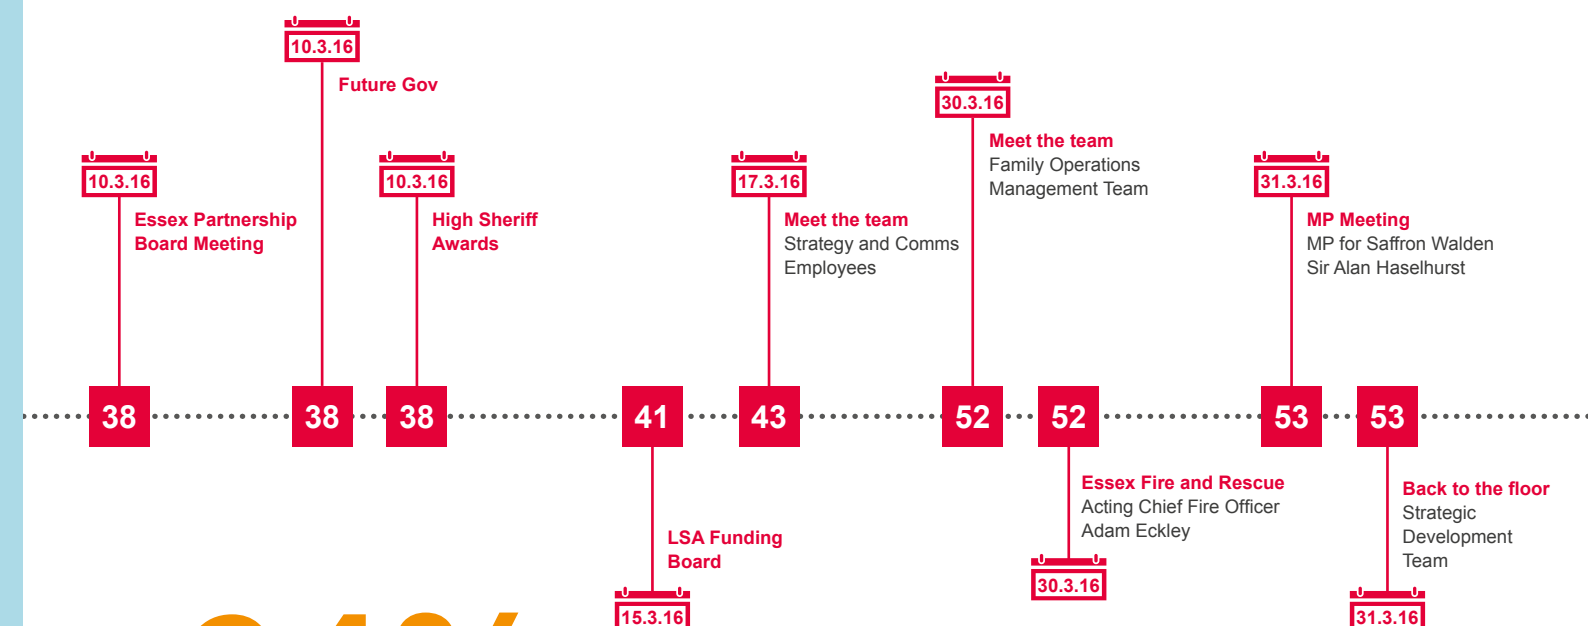 10.3.16
Essex Partnership
Board Meeting
38
10.3.16
Future Gov
38
10.3.16
High Sheriff
Awards
38
41
LSA Funding
Board
15.3.16
17.3.16
Meet the team
Strategy and Comms
Employees
43
30.3.16
Meet the team
Family Operations
Management Team
52
52
Essex Fire and Rescue
Acting Chief Fire Officer
Adam Eckley
30.3.16
31.3.16
MP Meeting
MP for Saffron Walden
Sir Alan Haselhurst
53
53
Back to the floor
Strategic
Development
Team
31.3.16